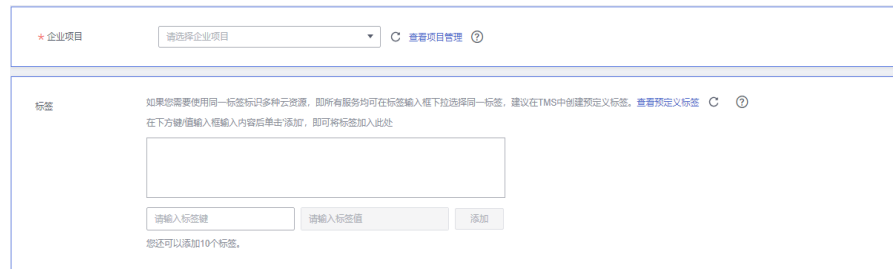 * 企业项目 请选择企业项目 查看项目管理 ?
标签 如果您需要使用同一标签标识多种云资源，即所有服务均可在标签输入框下拉选择同一标签，建议在TMS中创建预定义标签。查看预定义标签 ?
在下方键/值输入框输入内容后单击'添加'，即可将标签加入此处
请输入标签键 请输入标签值 添加
您还可以添加10个标签。